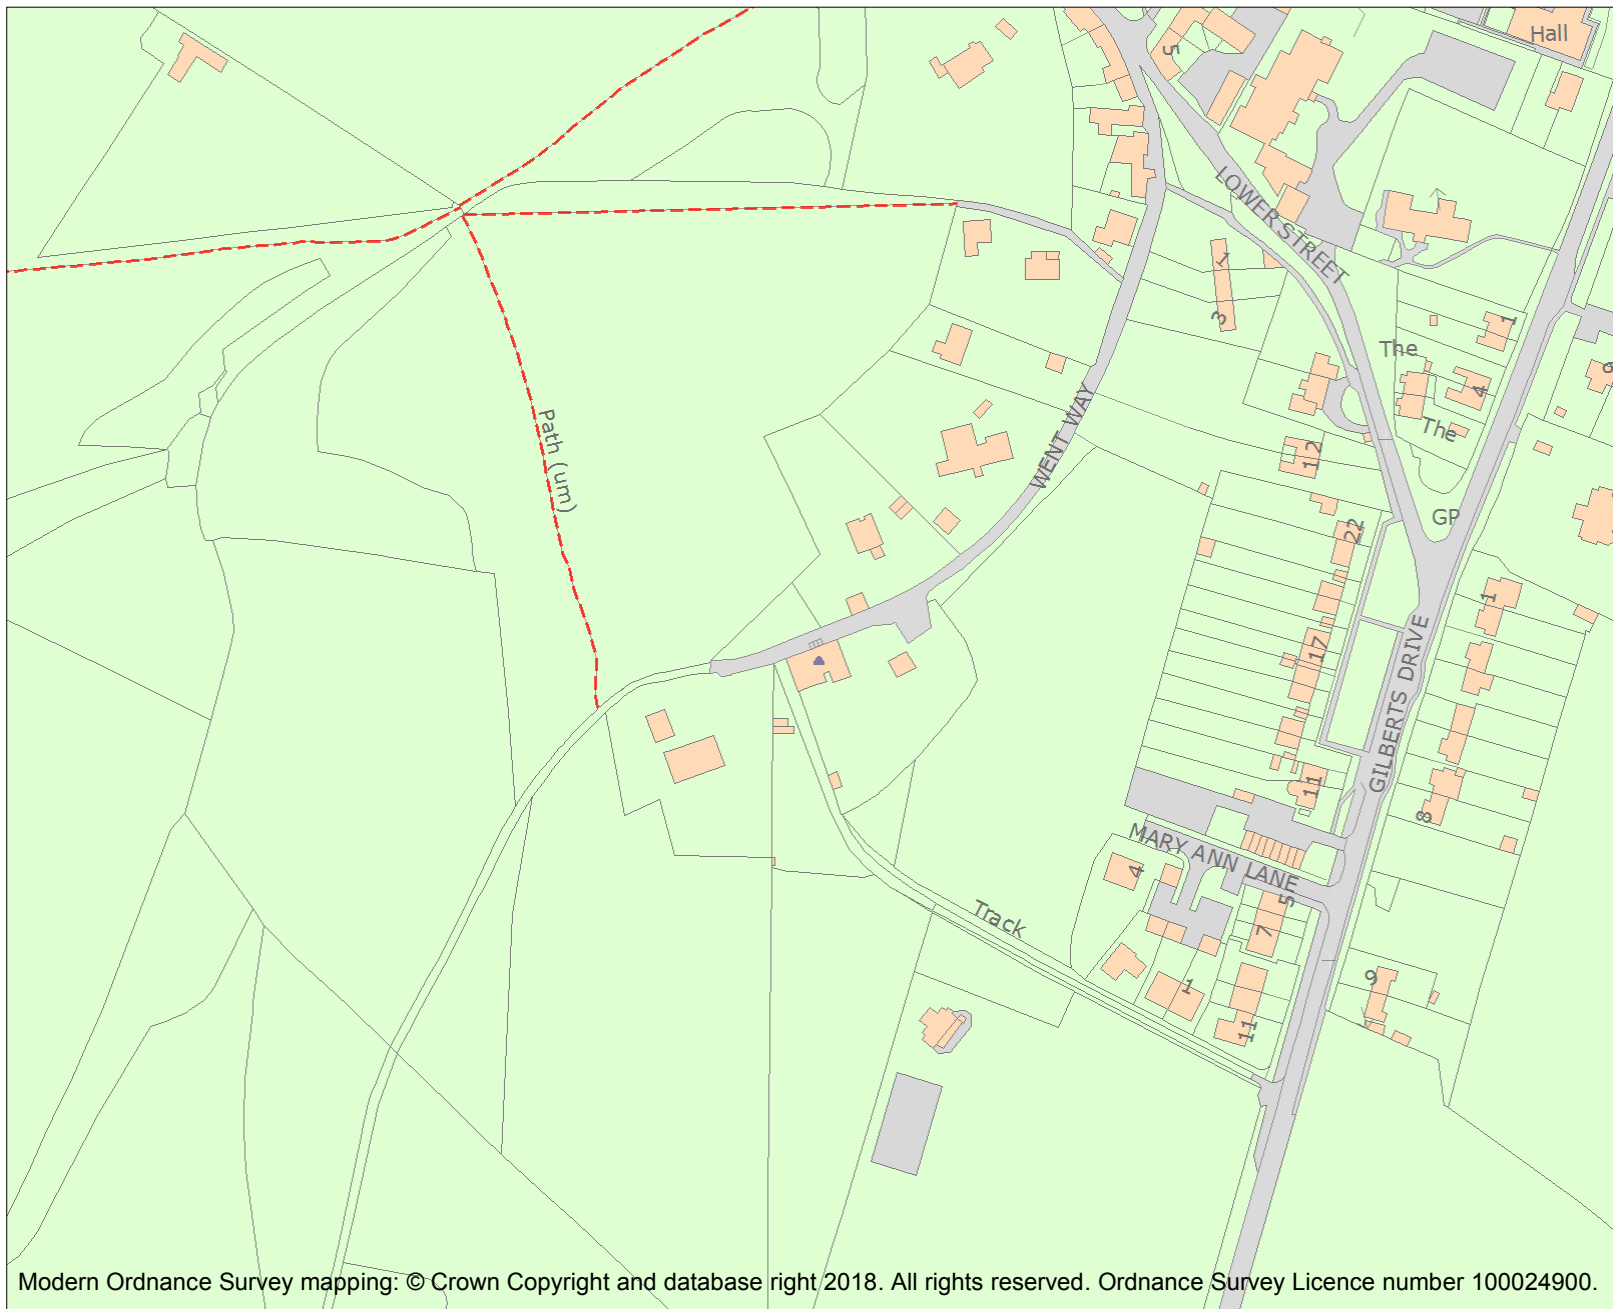 Hall
5
LOWER STREET
1
3
The
1
4
The
9
Path (um)
WENT WAY
12
GP
22
1
17
GILBERTS DRIVE
11
8
MARY ANN LANE
4
5
7
Track
1
9
11
Modern Ordnance Survey mapping: © Crown Copyright and database right 2018. All rights reserved. Ordnance Survey Licence number 100024900.